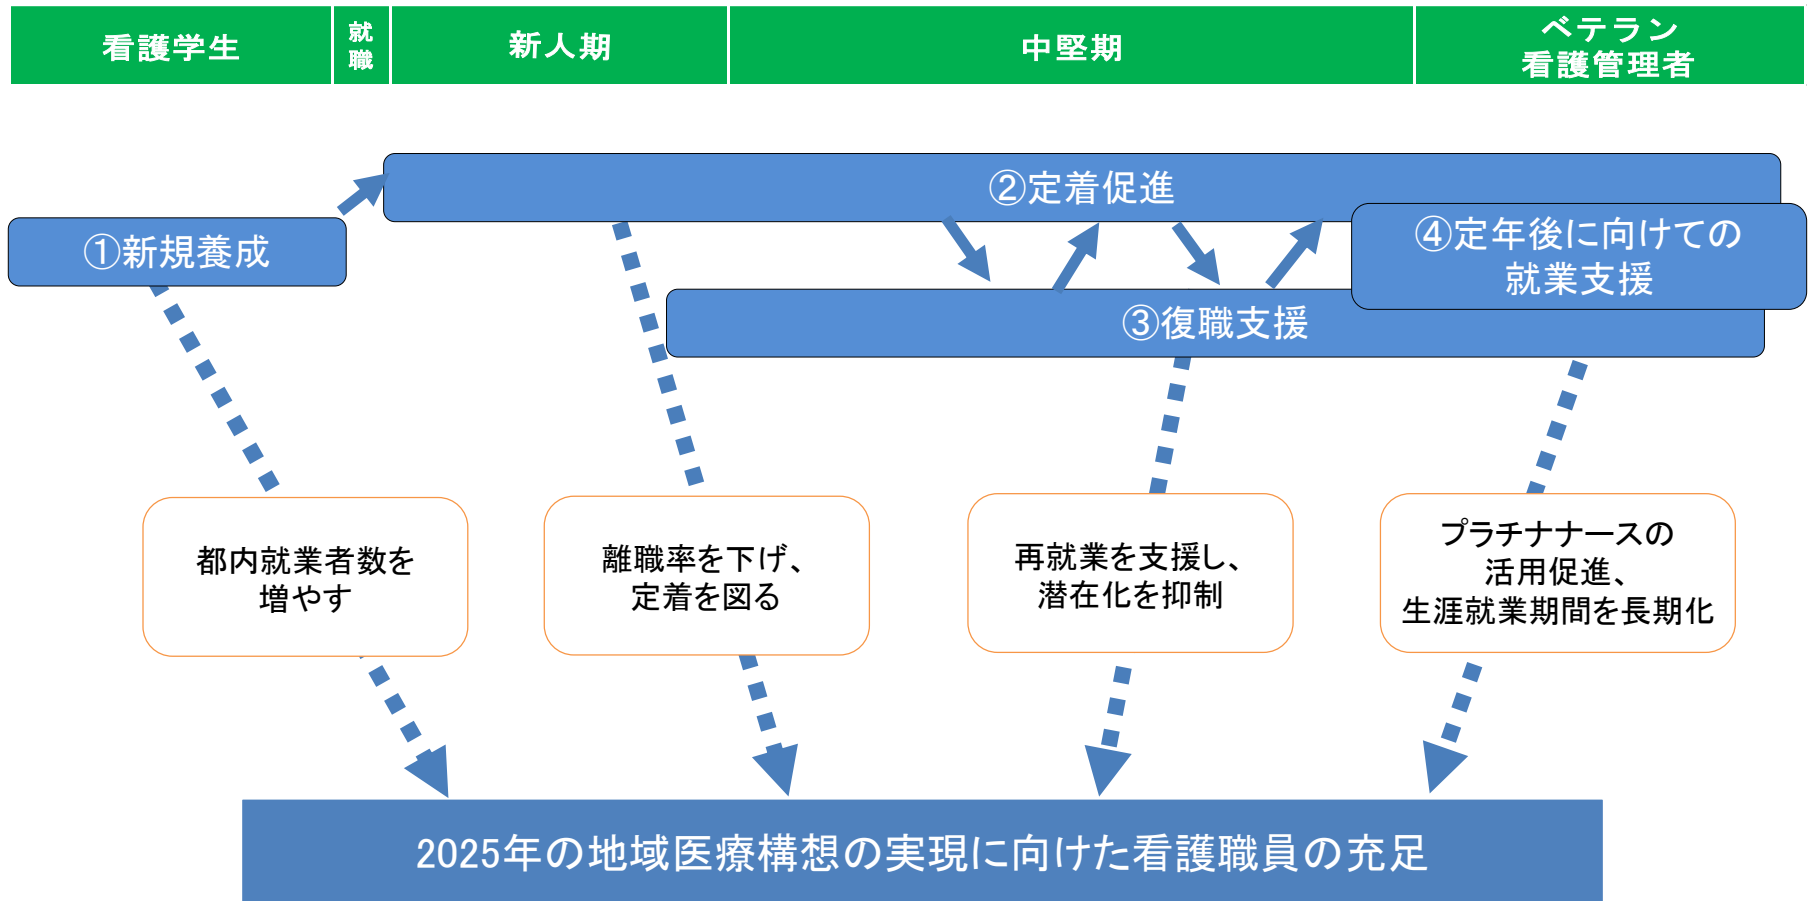 看護学生
就
職
新人期
中堅期
ベテラン
看護管理者
②定着促進
①新規養成
④定年後に向けての
就業支援
③復職支援
都内就業者数を
増やす
離職率を下げ、
定着を図る
再就業を支援し、
潜在化を抑制
プラチナナースの
活用促進、
生涯就業期間を長期化
2025年の地域医療構想の実現に向けた看護職員の充足